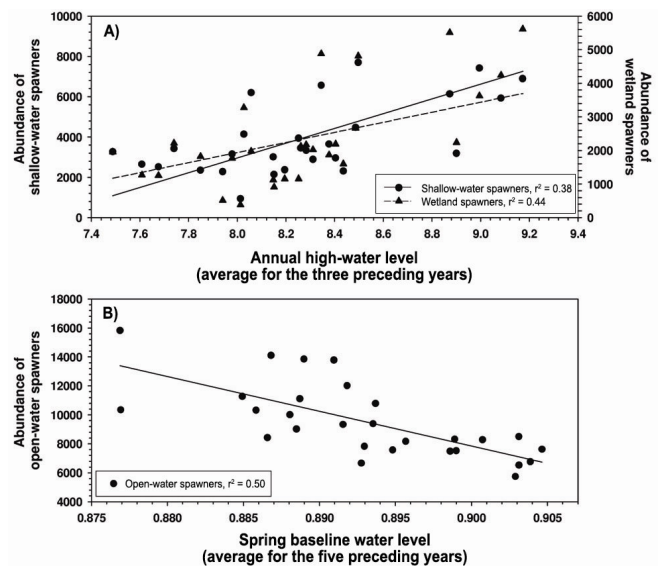 A)
10000
8000
6000
4000
2000
0
Abundance of
shallow-water spawners
6000
5000
4000
3000
2000
1000
0
Abundance of
wetland spawners
Shallow-water spawners, r² = 0.38
Wetland spawners, r² = 0.44
7.4 7.6 7.8 8.0 8.2 8.4 8.6 8.8 9.0 9.2 9.4
Annual high-water level
(average for the three preceding years)
B)
18000
16000
14000
12000
10000
8000
6000
4000
Abundance of
open-water spawners
Open-water spawners, r² = 0.50
0.875 0.880 0.885 0.890 0.895 0.900 0.905
Spring baseline water level
(average for the five preceding years)